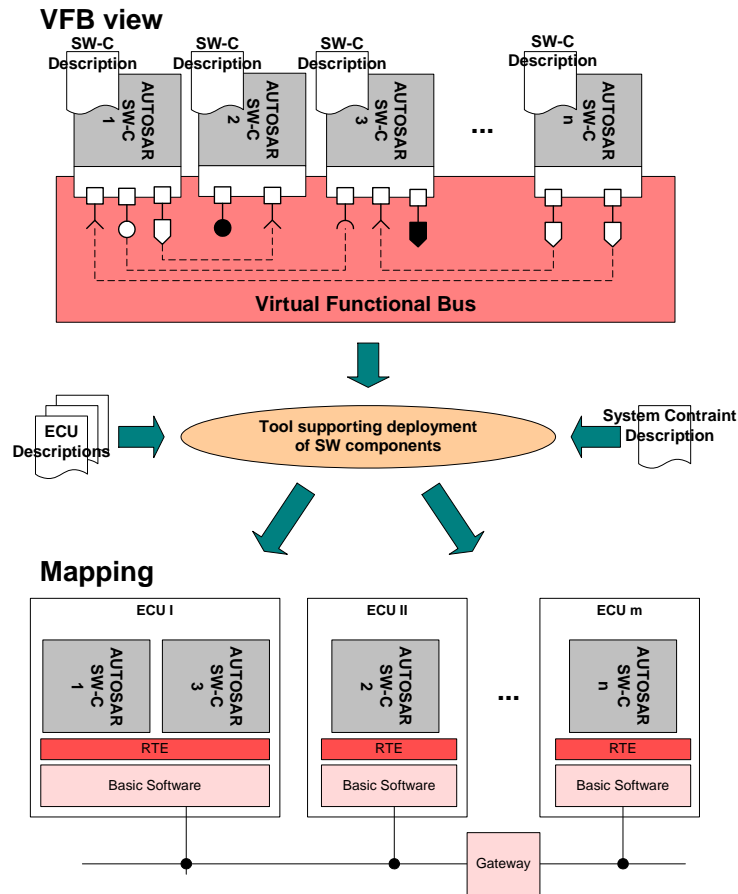 VFB view
SW-C
Description
SW-C
Description
SW-C
Description
SW-C
Description
AUTOSAR
SW-C
1
AUTOSAR
SW-C
2
AUTOSAR
SW-C
3
...
AUTOSAR
SW-C
n
Virtual Functional Bus
ECU
Descriptions
Tool supporting deployment
of SW components
System Contraint
Description
Mapping
ECU I
ECU II
ECU m
AUTOSAR
SW-C
1
AUTOSAR
SW-C
3
AUTOSAR
SW-C
2
...
AUTOSAR
SW-C
n
RTE
RTE
RTE
Basic Software
Basic Software
Basic Software
Gateway